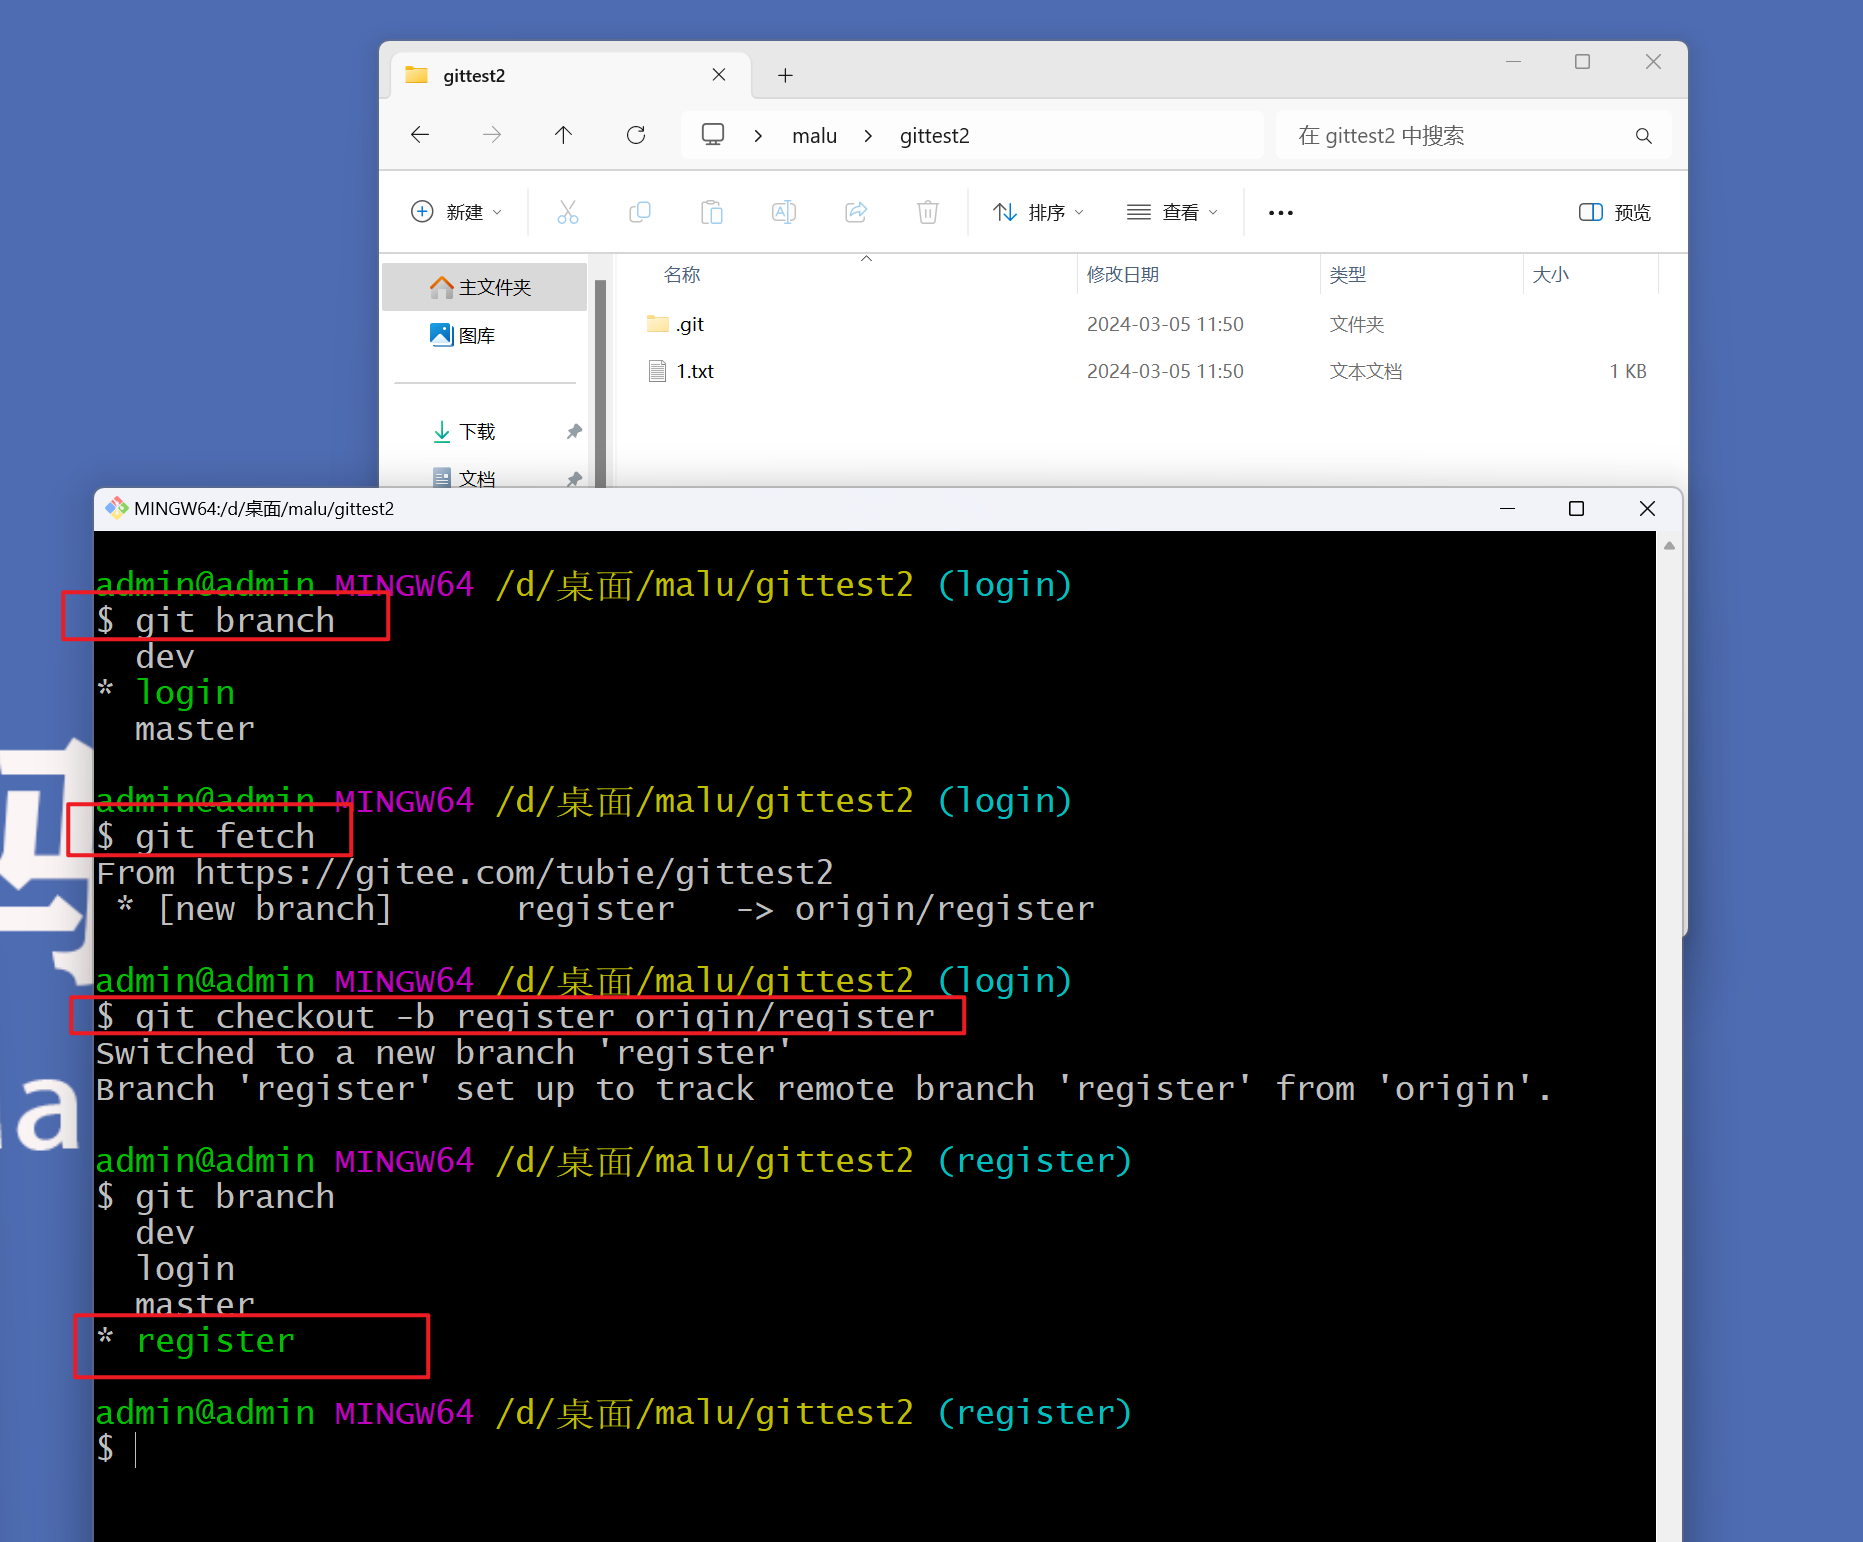 gittest2
malu > gittest2
在 gittest2 中搜索
新建
排序
查看
预览
主文件夹
图库
下载
文档
名称 修改日期 类型 大小
.git 2024-03-05 11:50 文件夹
1.txt 2024-03-05 11:50 文本文档 1 KB
MINGW64:/d/桌面/malu/gittest2
admin@admin MINGW64 /d/桌面/malu/gittest2 (login)
$ git branch
dev
* login
master
admin@admin MINGW64 /d/桌面/malu/gittest2 (login)
$ git fetch
From https://gitee.com/tubie/gittest2
* [new branch] register -> origin/register
admin@admin MINGW64 /d/桌面/malu/gittest2 (login)
$ git checkout -b register origin/register
Switched to a new branch 'register'
Branch 'register' set up to track remote branch 'register' from 'origin'.
admin@admin MINGW64 /d/桌面/malu/gittest2 (register)
$ git branch
dev
login
master
* register
admin@admin MINGW64 /d/桌面/malu/gittest2 (register)
$